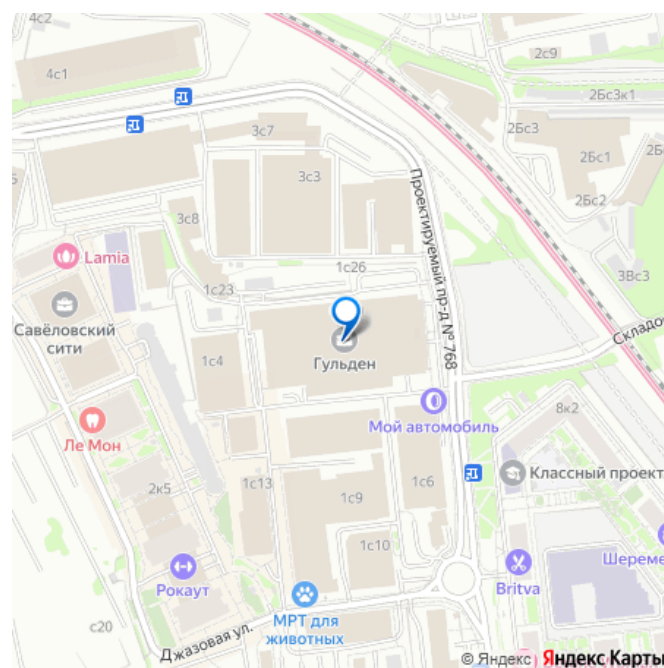 4с2
4с1
2с9
2Бс3к1
2Бс3
2Бс1
2Бс2
3с7
3с3
3с8
Проектируемый пр-д № 768
3Вс3
Lamia
1с26
1с23
Савёловский
сити
Гульден
1с4
Складо
Мой автомобиль
8к2
Ле Мон
2к5
1с13
1с9
1с6
Классный проект
1с10
Рокаут
Britva
Шереме
МРТ для
животных
с20
Джазовая ул.
© Яндекс Яндекс Карты